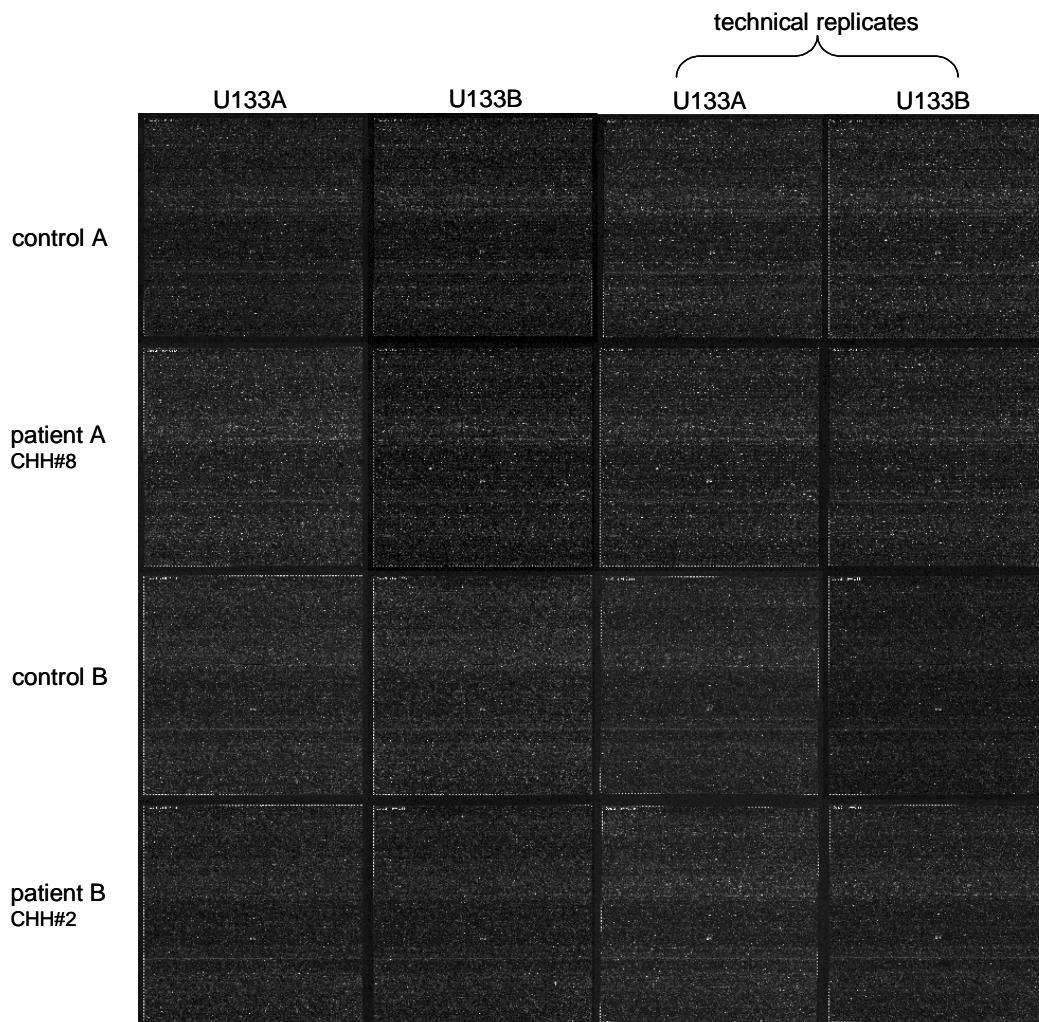 technical replicates
U133A U133B U133A U133B
control A
patient A
CHH#8
control B
patient B
CHH#2